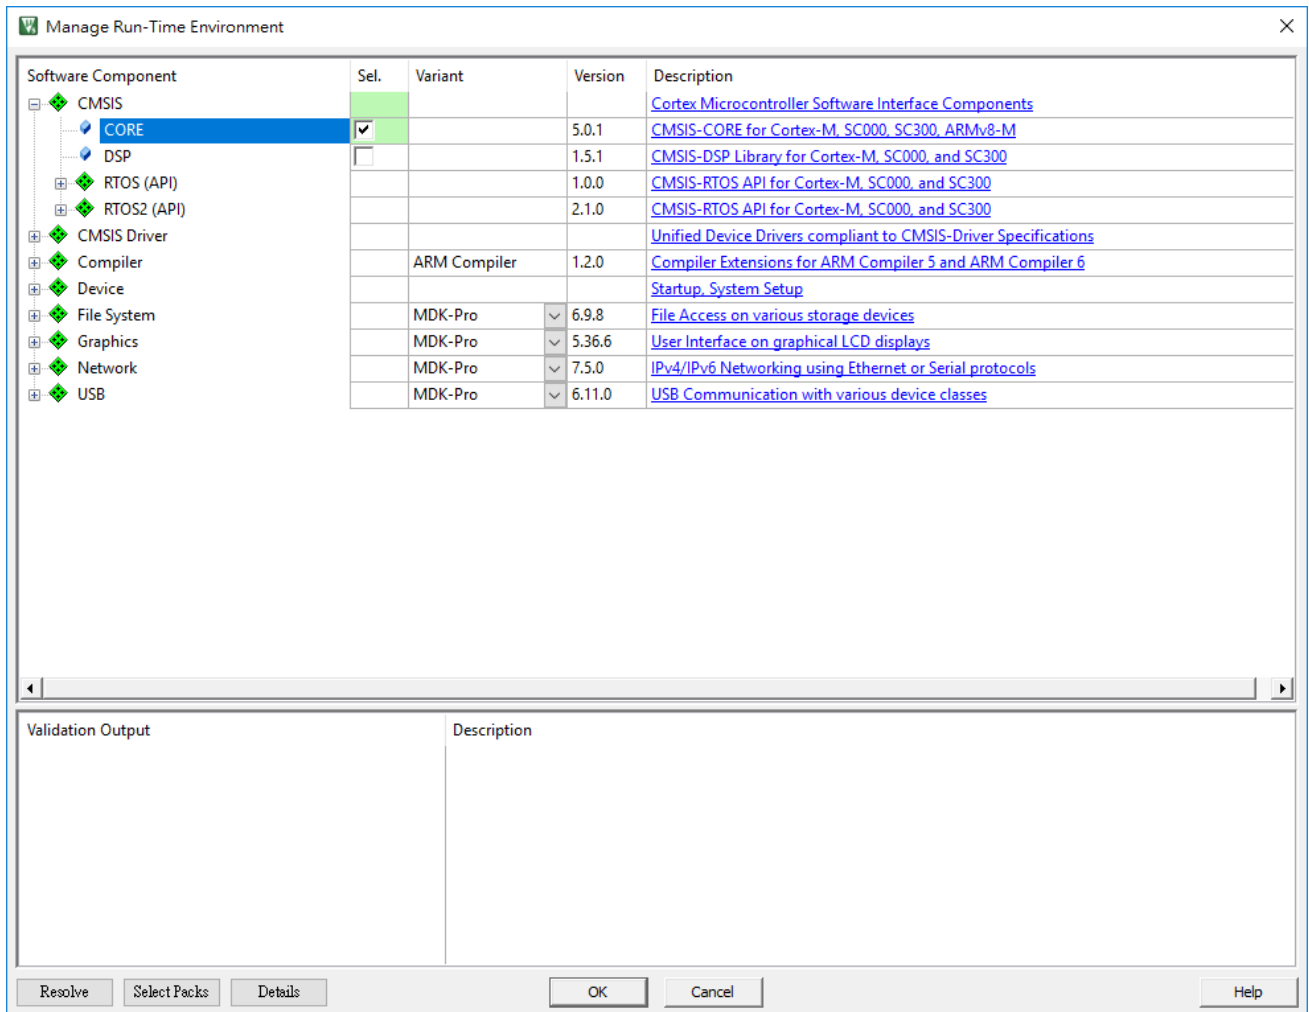 Manage Run-Time Environment
Software Component Sel. Variant Version Description
CMSIS Cortex Microcontroller Software Interface Components
CORE 5.0.1 CMSIS-CORE for Cortex-M, SC000, SC300, ARMv8-M
DSP 1.5.1 CMSIS-DSP Library for Cortex-M, SC000, and SC300
RTOS (API) 1.0.0 CMSIS-RTOS API for Cortex-M, SC000, and SC300
RTOS2 (API) 2.1.0 CMSIS-RTOS API for Cortex-M, SC000, and SC300
CMSIS Driver Unified Device Drivers compliant to CMSIS-Driver Specifications
Compiler ARM Compiler 1.2.0 Compiler Extensions for ARM Compiler 5 and ARM Compiler 6
Device Startup, System Setup
File System MDK-Pro 6.9.8 File Access on various storage devices
Graphics MDK-Pro 5.36.6 User Interface on graphical LCD displays
Network MDK-Pro 7.5.0 IPv4/IPv6 Networking using Ethernet or Serial protocols
USB MDK-Pro 6.11.0 USB Communication with various device classes
Validation Output Description
Resolve Select Packs Details OK Cancel Help